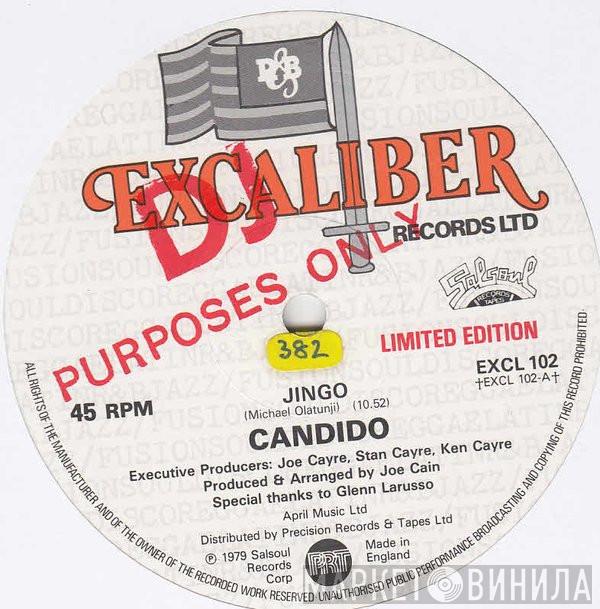 P&B
EXCALIBER
RECORDS LTD
DJ
PURPOSES ONLY
Salsoul
RECORDS
TAPES
LIMITED EDITION
382
EXCL 102
†EXCL 102-A†
45 RPM
JINGO
(Michael Olatunji) (10.52)
CANDIDO
Executive Producers: Joe Cayre, Stan Cayre, Ken Cayre
Produced & Arranged by Joe Cain
Special thanks to Glenn Larusso
April Music Ltd
Distributed by Precision Records & Tapes Ltd
℗ 1979 Salsoul
Records
Corp
PRT
Made in
England
ALL RIGHTS OF THE MANUFACTURER AND OF THE OWNER OF THE RECORDED WORK RESERVED·UNAUTHORISED PUBLIC PERFORMANCE BROADCASTING AND COPYING OF THIS RECORD PROHIBITED·
МАРКЕТ ВИНИЛА